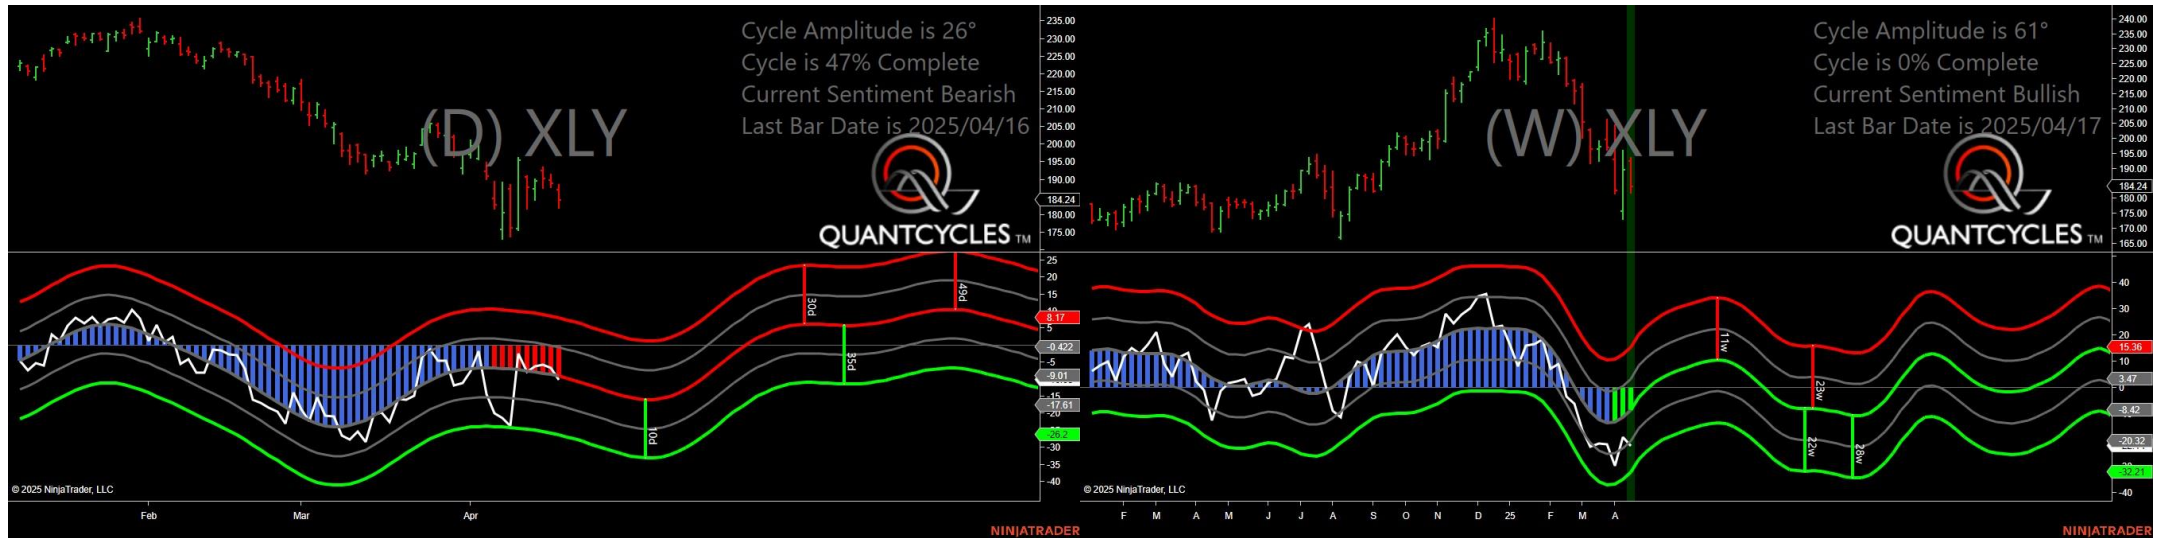 Cycle Amplitude is 26°
Cycle is 47% Complete
Current Sentiment Bearish
Last Bar Date is 2025/04/16
(D) XLY
QUANTCYCLES TM
235.00
230.00
225.00
220.00
215.00
210.00
205.00
200.00
195.00
190.00
184.24
180.00
175.00
25
20
15
10
8.17
5
-0.422
-5
-9.01
-15
-17.61
-20
-26.2
-30
-35
-40
30d
49d
35d
10d
© 2025 NinjaTrader, LLC
Feb
Mar
Apr
NINJATRADER
Cycle Amplitude is 61°
Cycle is 0% Complete
Current Sentiment Bullish
Last Bar Date is 2025/04/17
(W) XLY
QUANTCYCLES TM
240.00
235.00
230.00
225.00
220.00
215.00
210.00
205.00
200.00
195.00
190.00
184.24
180.00
175.00
170.00
165.00
40
30
20
15.36
10
3.47
0
-8.42
-20.32
-32.21
-40
11w
23w
22w
28w
© 2025 NinjaTrader, LLC
F
M
A
M
J
J
A
S
O
N
D
25
F
M
A
NINJATRADER